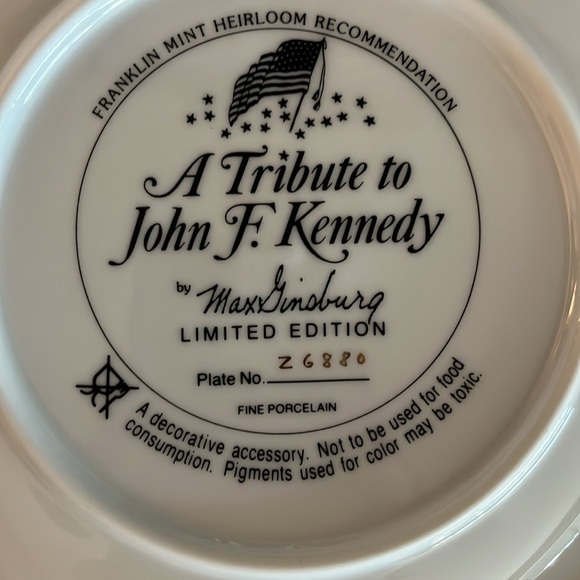 FRANKLIN MINT HEIRLOOM RECOMMENDATION
A Tribute to
John F. Kennedy
by Max Ginsburg
LIMITED EDITION
Plate No. Z6880
FINE PORCELAIN
A decorative accessory. Not to be used for food
consumption. Pigments used for color may be toxic.